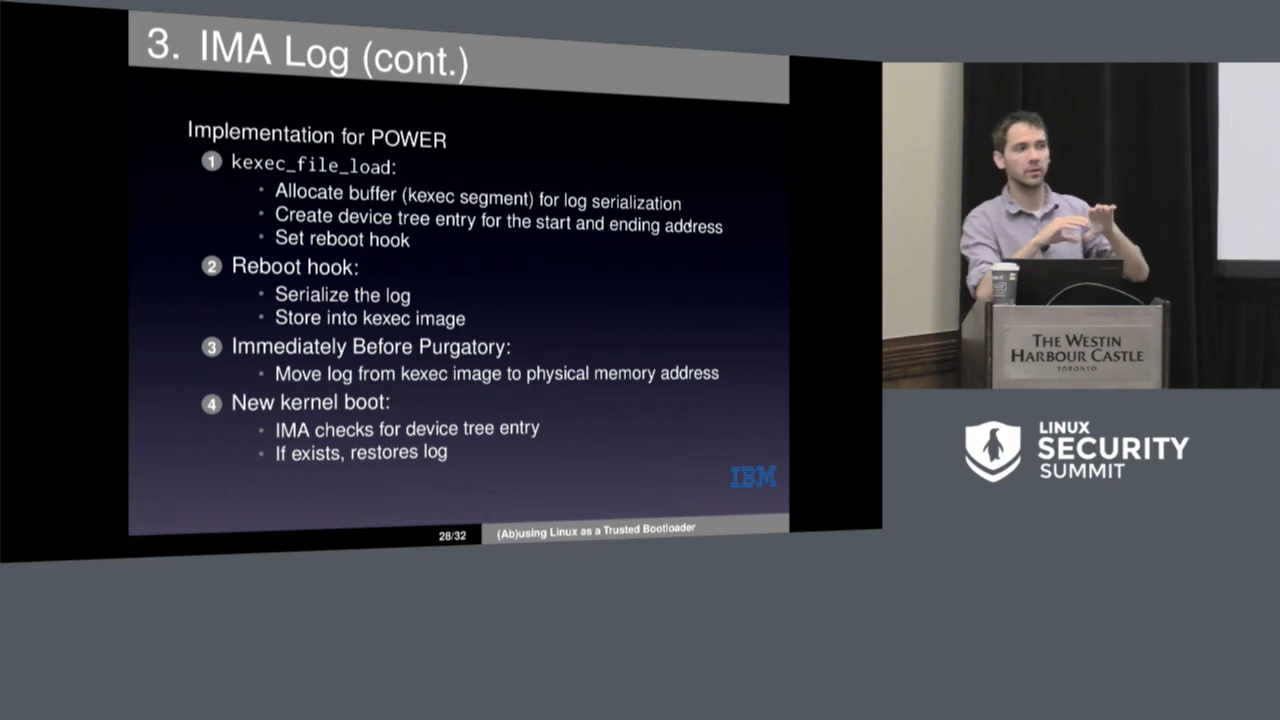 3. IMA Log (cont.)
Implementation for POWER
1 kexec_file_load:
• Allocate buffer (kexec segment) for log serialization
• Create device tree entry for the start and ending address
• Set reboot hook
2 Reboot hook:
• Serialize the log
• Store into kexec image
3 Immediately Before Purgatory:
• Move log from kexec image to physical memory address
4 New kernel boot:
• IMA checks for device tree entry
• If exists, restores log
IBM
28/32
(Ab)using Linux as a Trusted Bootloader
THE WESTIN
HARBOUR CASTLE
TORONTO
LINUX
SECURITY
SUMMIT